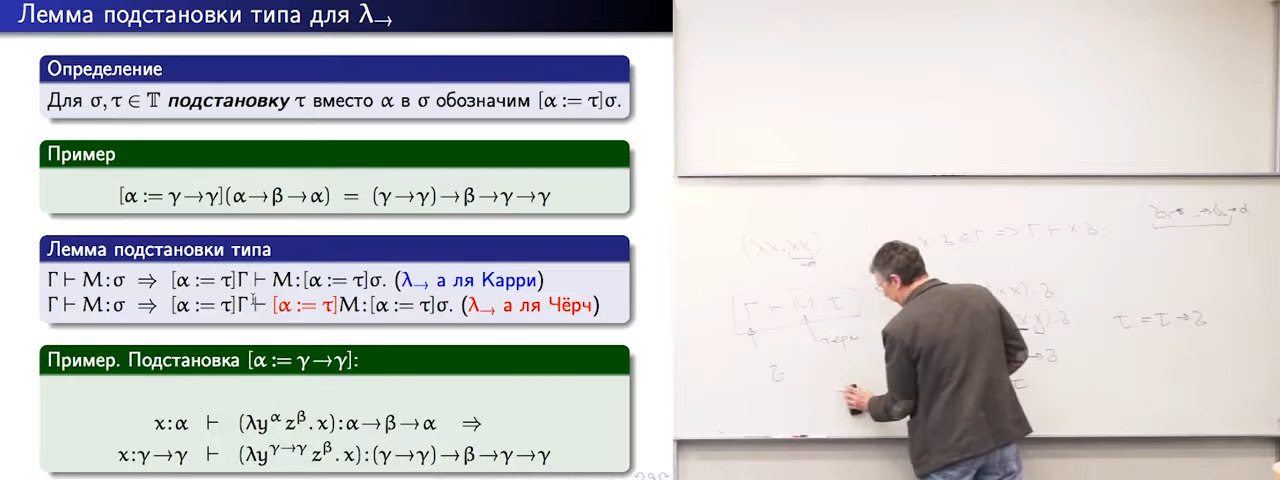 Лемма подстановки типа для λ→
Определение
Для σ,τ ∈ 𝕋 подстановку τ вместо α в σ обозначим [α := τ]σ.
Пример
[α := γ→γ](α→β→α) = (γ→γ)→β→γ→γ
Лемма подстановки типа
Γ ⊢ M:σ ⇒ [α := τ]Γ ⊢ M:[α := τ]σ. (λ→ а ля Карри)
Γ ⊢ M:σ ⇒ [α := τ]Γ ⊢ [α := τ]M:[α := τ]σ. (λ→ а ля Чёрч)
Пример. Подстановка [α := γ→γ]:
x:α ⊢ (λy^α z^β. x):α→β→α ⇒
x:γ→γ ⊢ (λy^γ→γ z^β. x):(γ→γ)→β→γ→γ
Γ ⊢ M τ
терм
τ = τ→